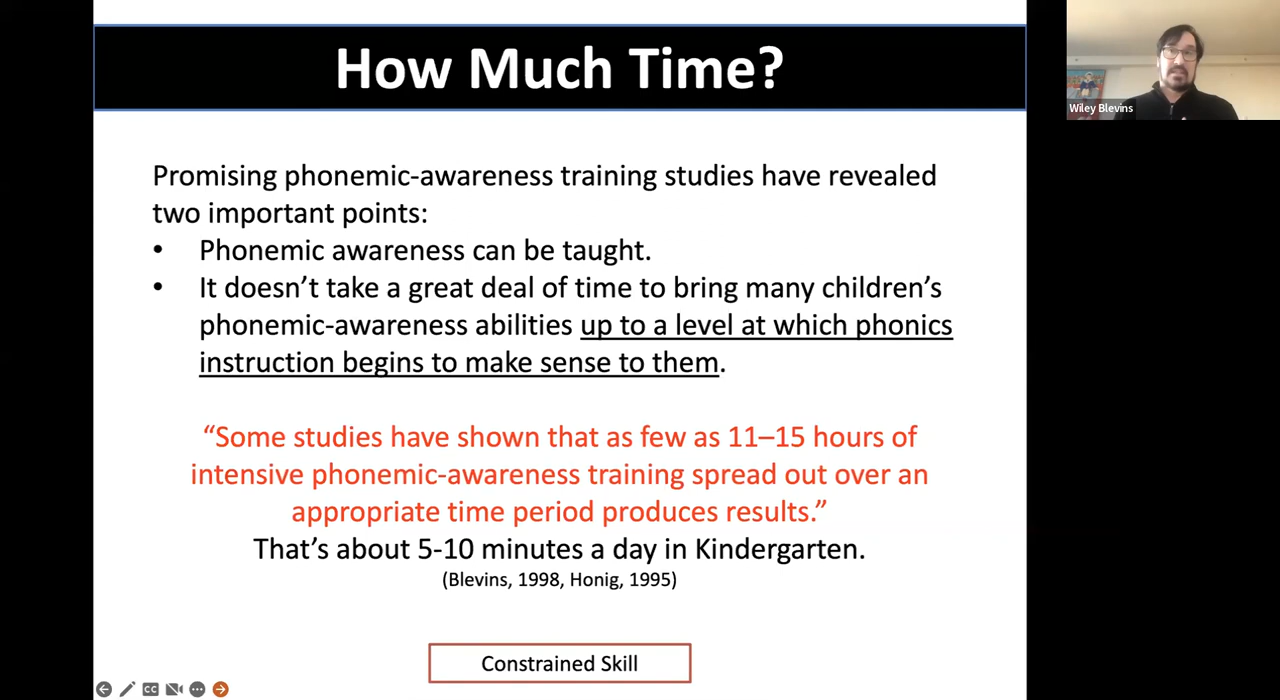 How Much Time?
Wiley Blevins
Promising phonemic-awareness training studies have revealed
two important points:
• Phonemic awareness can be taught.
• It doesn’t take a great deal of time to bring many children’s
phonemic-awareness abilities up to a level at which phonics
instruction begins to make sense to them.
“Some studies have shown that as few as 11–15 hours of
intensive phonemic-awareness training spread out over an
appropriate time period produces results.”
That’s about 5-10 minutes a day in Kindergarten.
(Blevins, 1998, Honig, 1995)
Constrained Skill
CC